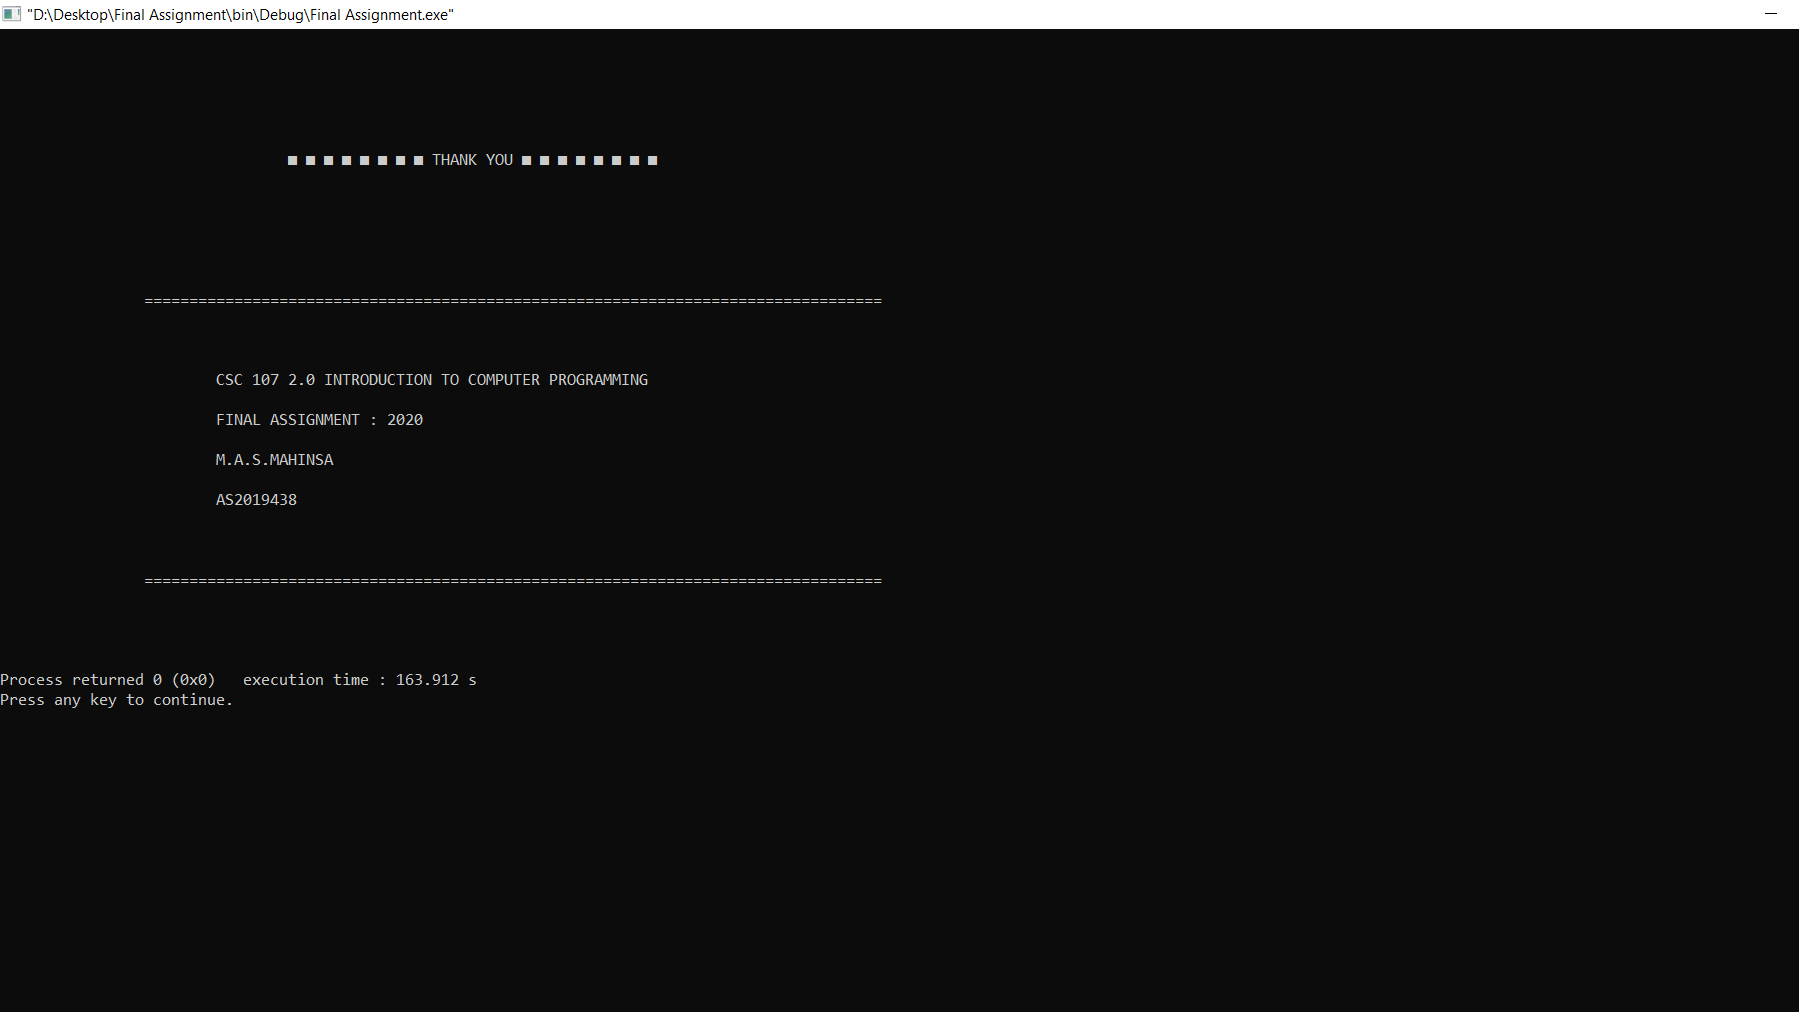 "D:\Desktop\Final Assignment\bin\Debug\Final Assignment.exe"
■ ■ ■ ■ ■ ■ ■ ■ THANK YOU ■ ■ ■ ■ ■ ■ ■ ■
==================================================================================
CSC 107 2.0 INTRODUCTION TO COMPUTER PROGRAMMING
FINAL ASSIGNMENT : 2020
M.A.S.MAHINSA
AS2019438
==================================================================================
Process returned 0 (0x0)   execution time : 163.912 s
Press any key to continue.